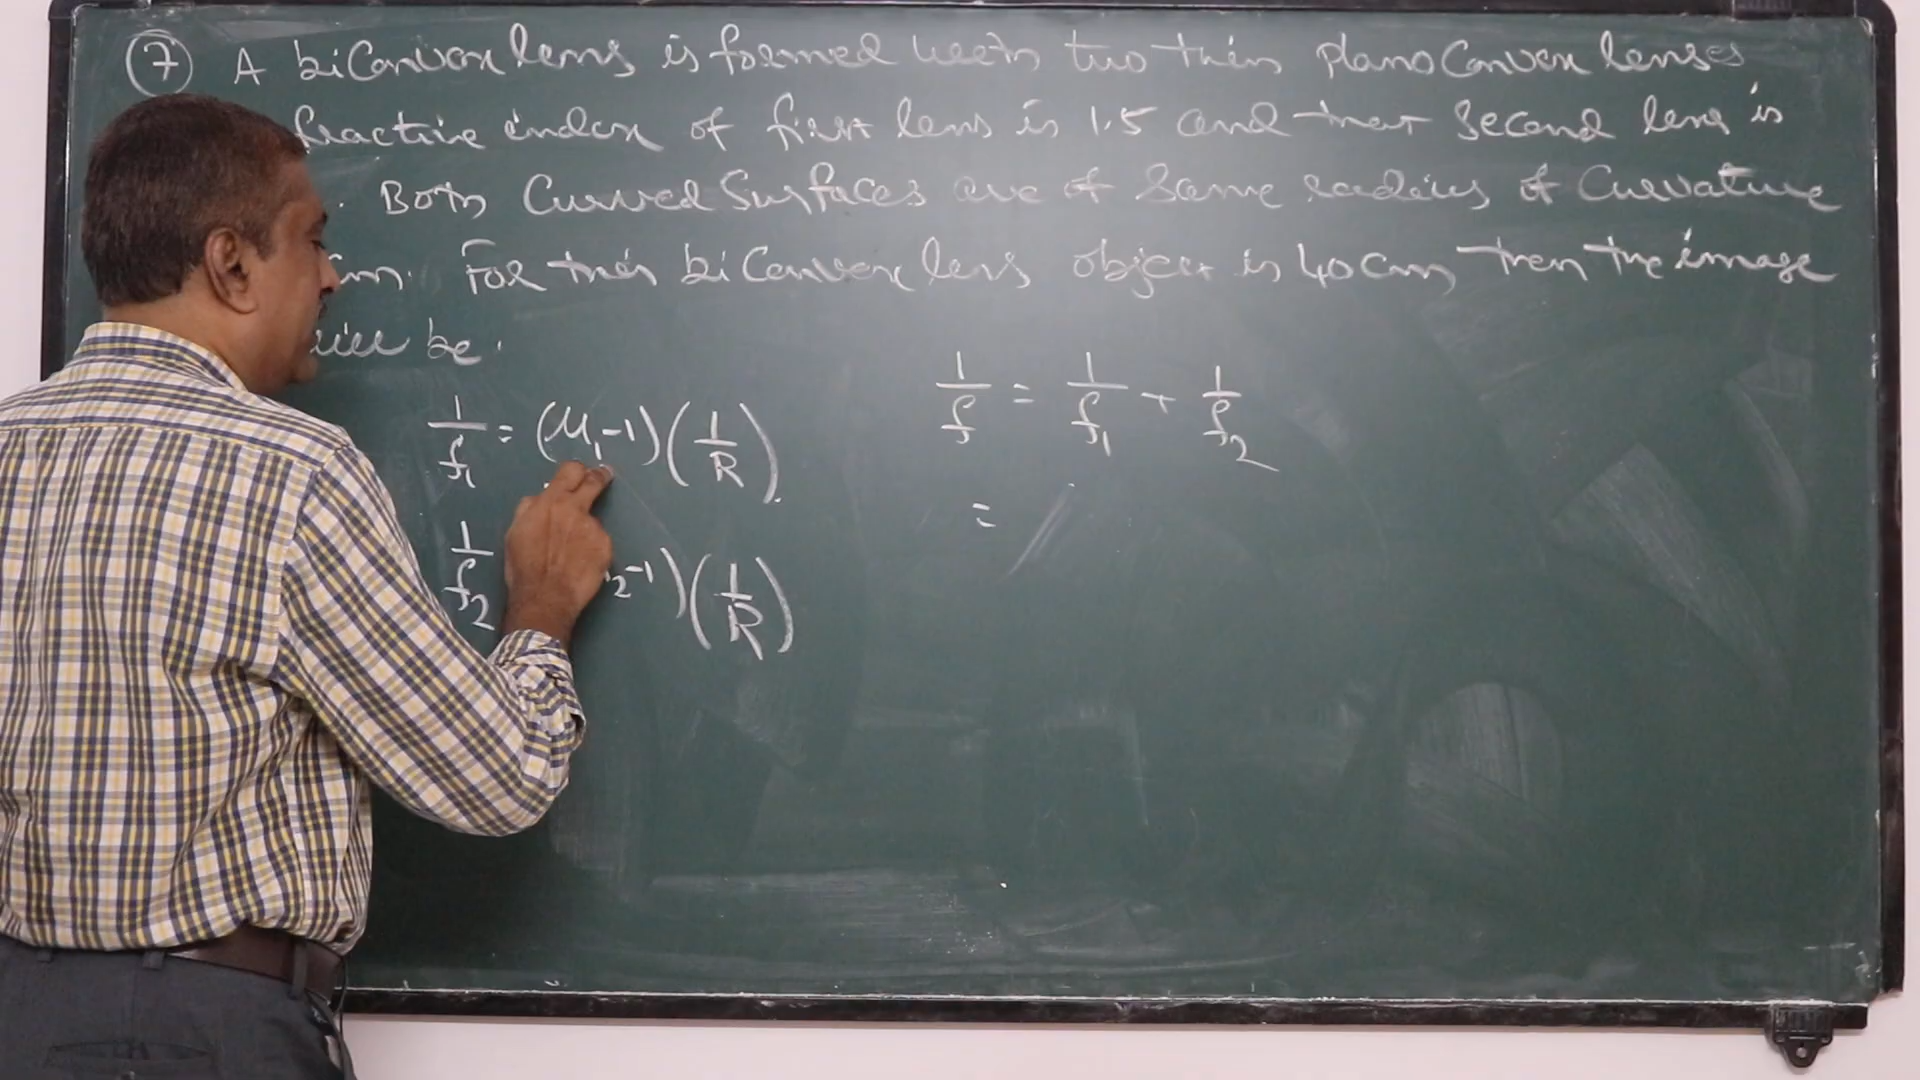 7 A biconvex lens is formed with two thin planoconvex lenses
fractive index of first lens is 1.5 and that second lens is
. Both Curved Surfaces are of Same radius of Curvature
cm. For this biconvex lens object is 40 cm then the image
will be.
1/f₁ = (μ₁-1)(1/R).
1/f₂ 2-1)(1/R)
1/f = 1/f₁ + 1/f₂
=